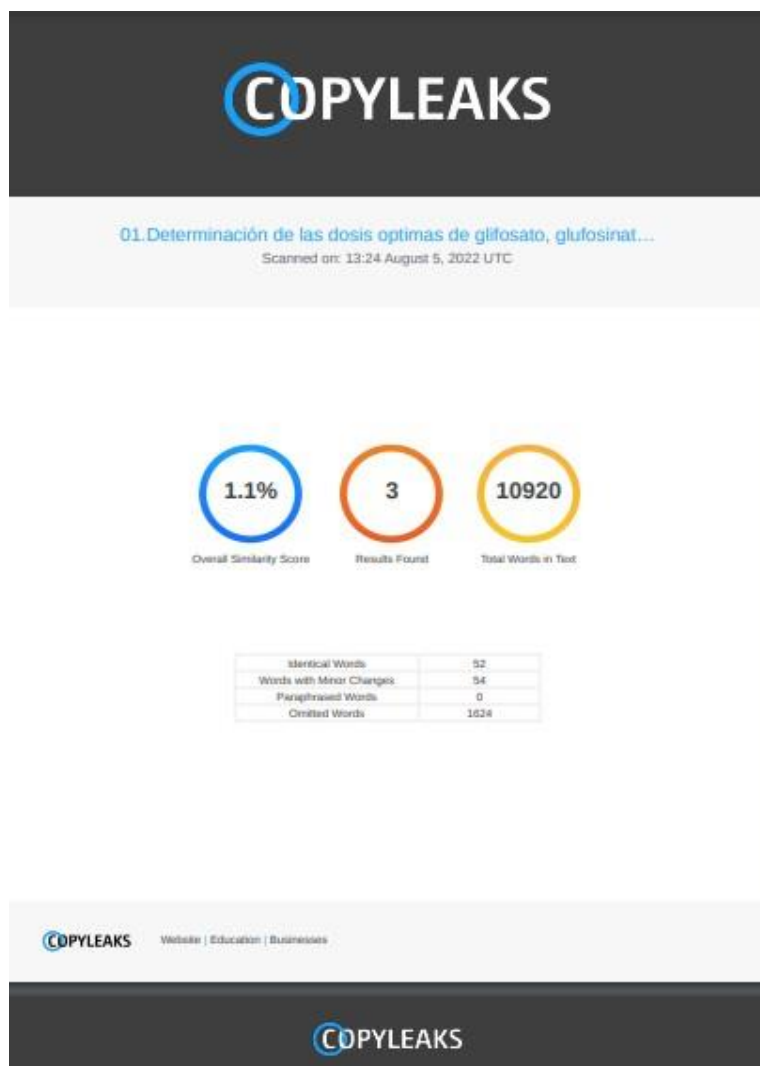 COPYLEAKS
01.Determinación de las dosis optimas de glifosato, glufosinat...
Scanned on: 13:24 August 5, 2022 UTC
1.1% 3 10920
Overall Similarity Score Results Found Total Words in Text
Identical Words 52
Words with Minor Changes 54
Paraphrased Words 0
Omitted Words 1624
COPYLEAKS Website | Education | Businesses
COPYLEAKS